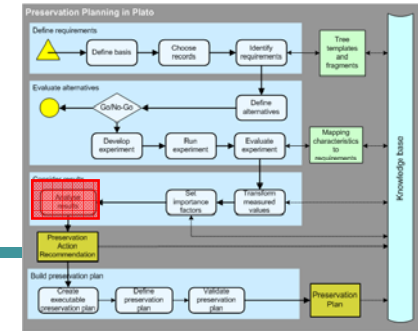 Preservation Planning in Plato
Define requirements
Define basis
Choose
records
Identify
requirements
Tree
templates
and
fragments
Evaluate alternatives
Go/No-Go
Define
alternatives
Develop
experiment
Run
experiment
Evaluate
experiment
Mapping
characteristics
to
requirements
Knowledge base
Consider results
Analyse
results
Set
importance
factors
Transform
measured
values
Preservation
Action
Recommendation
Build preservation plan
Create
executable
preservation plan
Define
preservation
plan
Validate
preservation
plan
Preservation
Plan